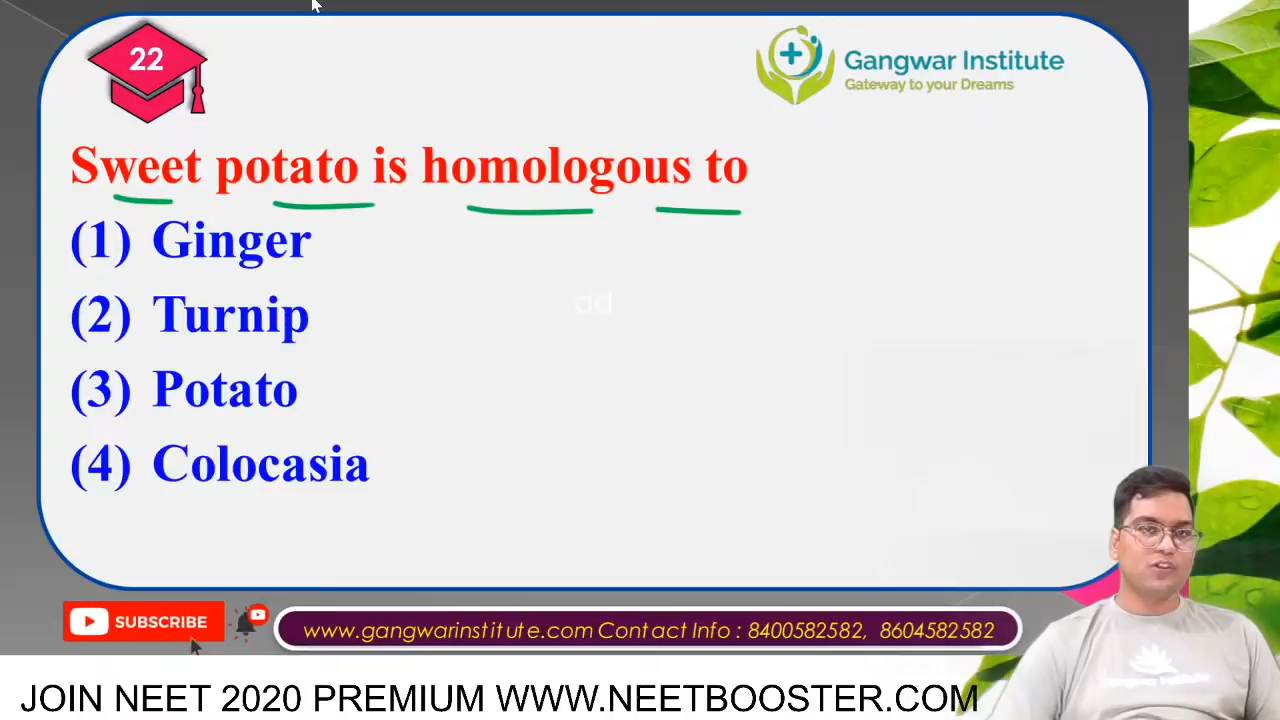 22
Gangwar Institute
Gateway to your Dreams
Sweet potato is homologous to
(1) Ginger
(2) Turnip
ad
(3) Potato
(4) Colocasia
SUBSCRIBE
www.gangwarinstitute.com Contact Info : 8400582582, 8604582582
JOIN NEET 2020 PREMIUM WWW.NEETBOOSTER.COM